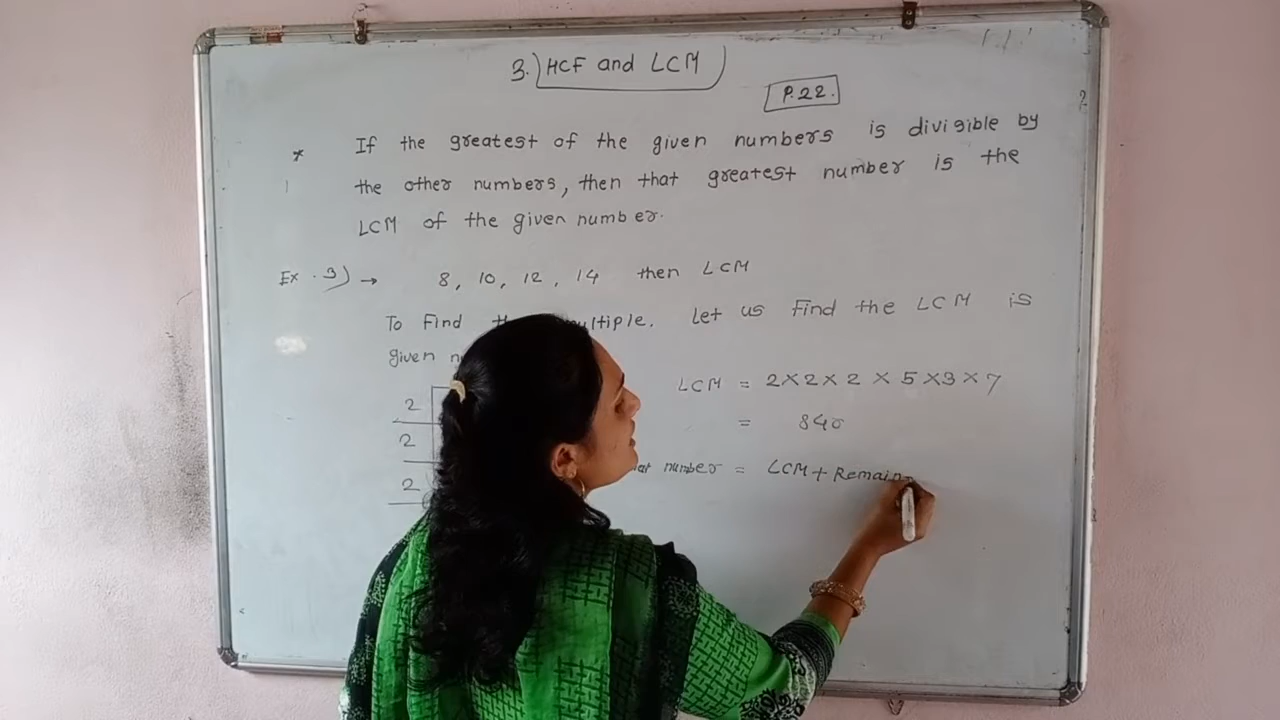 3. HCF and LCM
P.22.
* If the greatest of the given numbers is divisible by
the other numbers, then that greatest number is the
LCM of the given number.
Ex. 3) → 8, 10, 12, 14 then LCM
To Find Let us Find the LCM is
given
2 LCM = 2×2×2×5×3×7
2 = 840
number = LCM + Remain
2